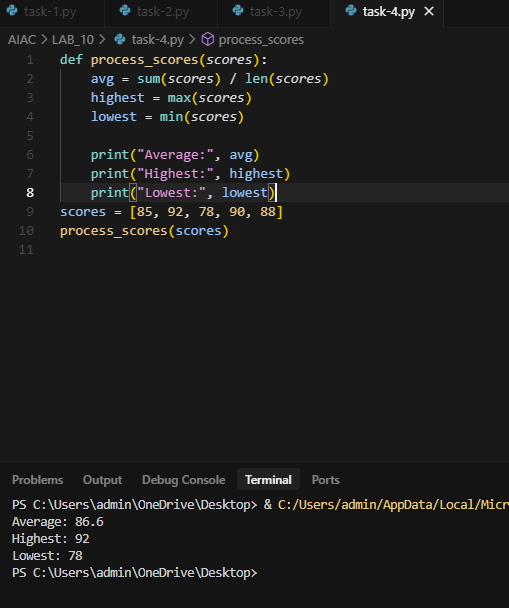 task-1.py task-2.py task-3.py task-4.py
AIAC > LAB_10 > task-4.py > process_scores
1 def process_scores(scores):
2     avg = sum(scores) / len(scores)
3     highest = max(scores)
4     lowest = min(scores)
5
6     print("Average:", avg)
7     print("Highest:", highest)
8     print("Lowest:", lowest)
9 scores = [85, 92, 78, 90, 88]
10 process_scores(scores)
11
Problems Output Debug Console Terminal Ports
PS C:\Users\admin\OneDrive\Desktop> & C:/Users/admin/AppData/Local/Micr
Average: 86.6
Highest: 92
Lowest: 78
PS C:\Users\admin\OneDrive\Desktop>